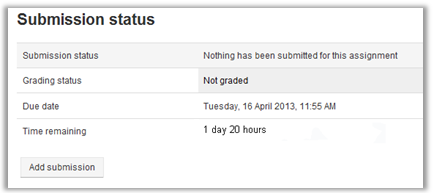 Submission status
Submission status Nothing has been submitted for this assignment
Grading status Not graded
Due date Tuesday, 16 April 2013, 11:55 AM
Time remaining 1 day 20 hours
Add submission